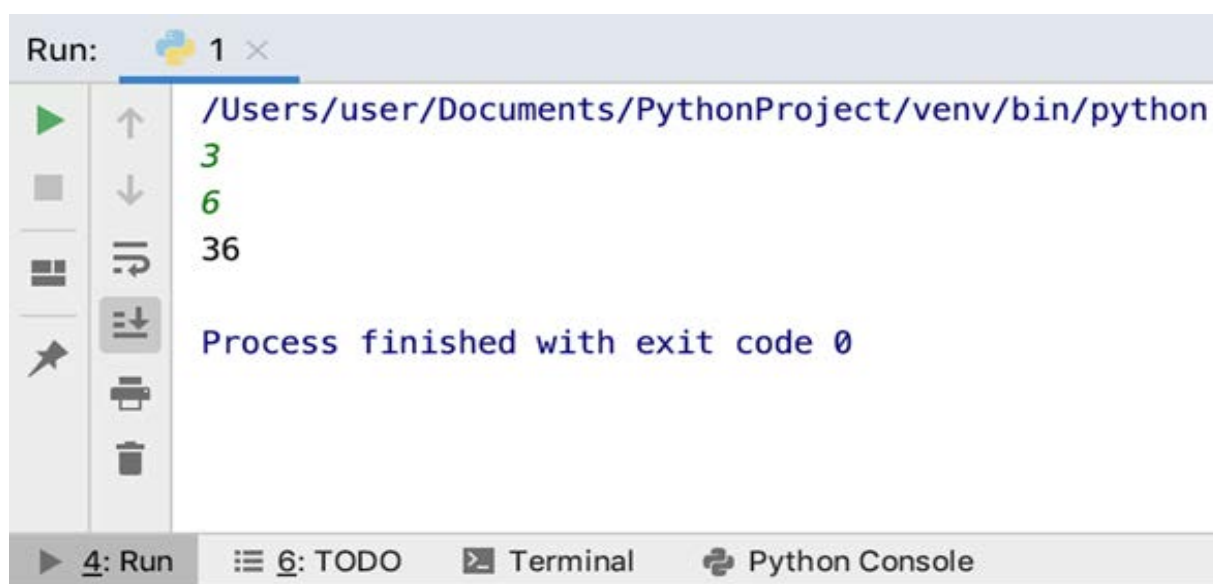 Run: 1
/Users/user/Documents/PythonProject/venv/bin/python
3
6
36
Process finished with exit code 0
4: Run 6: TODO Terminal Python Console